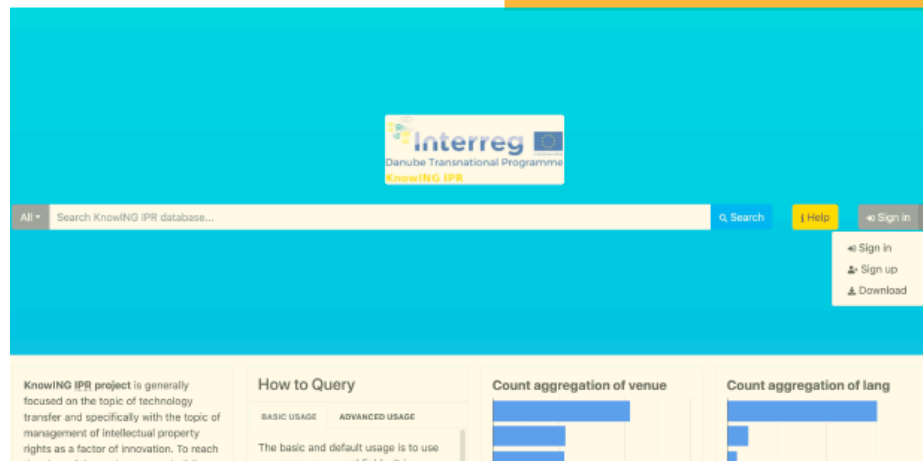 Interreg
Danube Transnational Programme
KnowING IPR
All
Search KnowING IPR database...
Search
Help
Sign in
Sign in
Sign up
Download
KnowING IPR project is generally
focused on the topic of technology
transfer and specifically with the topic of
management of intellectual property
rights as a factor of innovation. To reach
How to Query
BASIC USAGE ADVANCED USAGE
The basic and default usage is to use
Count aggregation of venue
Count aggregation of lang